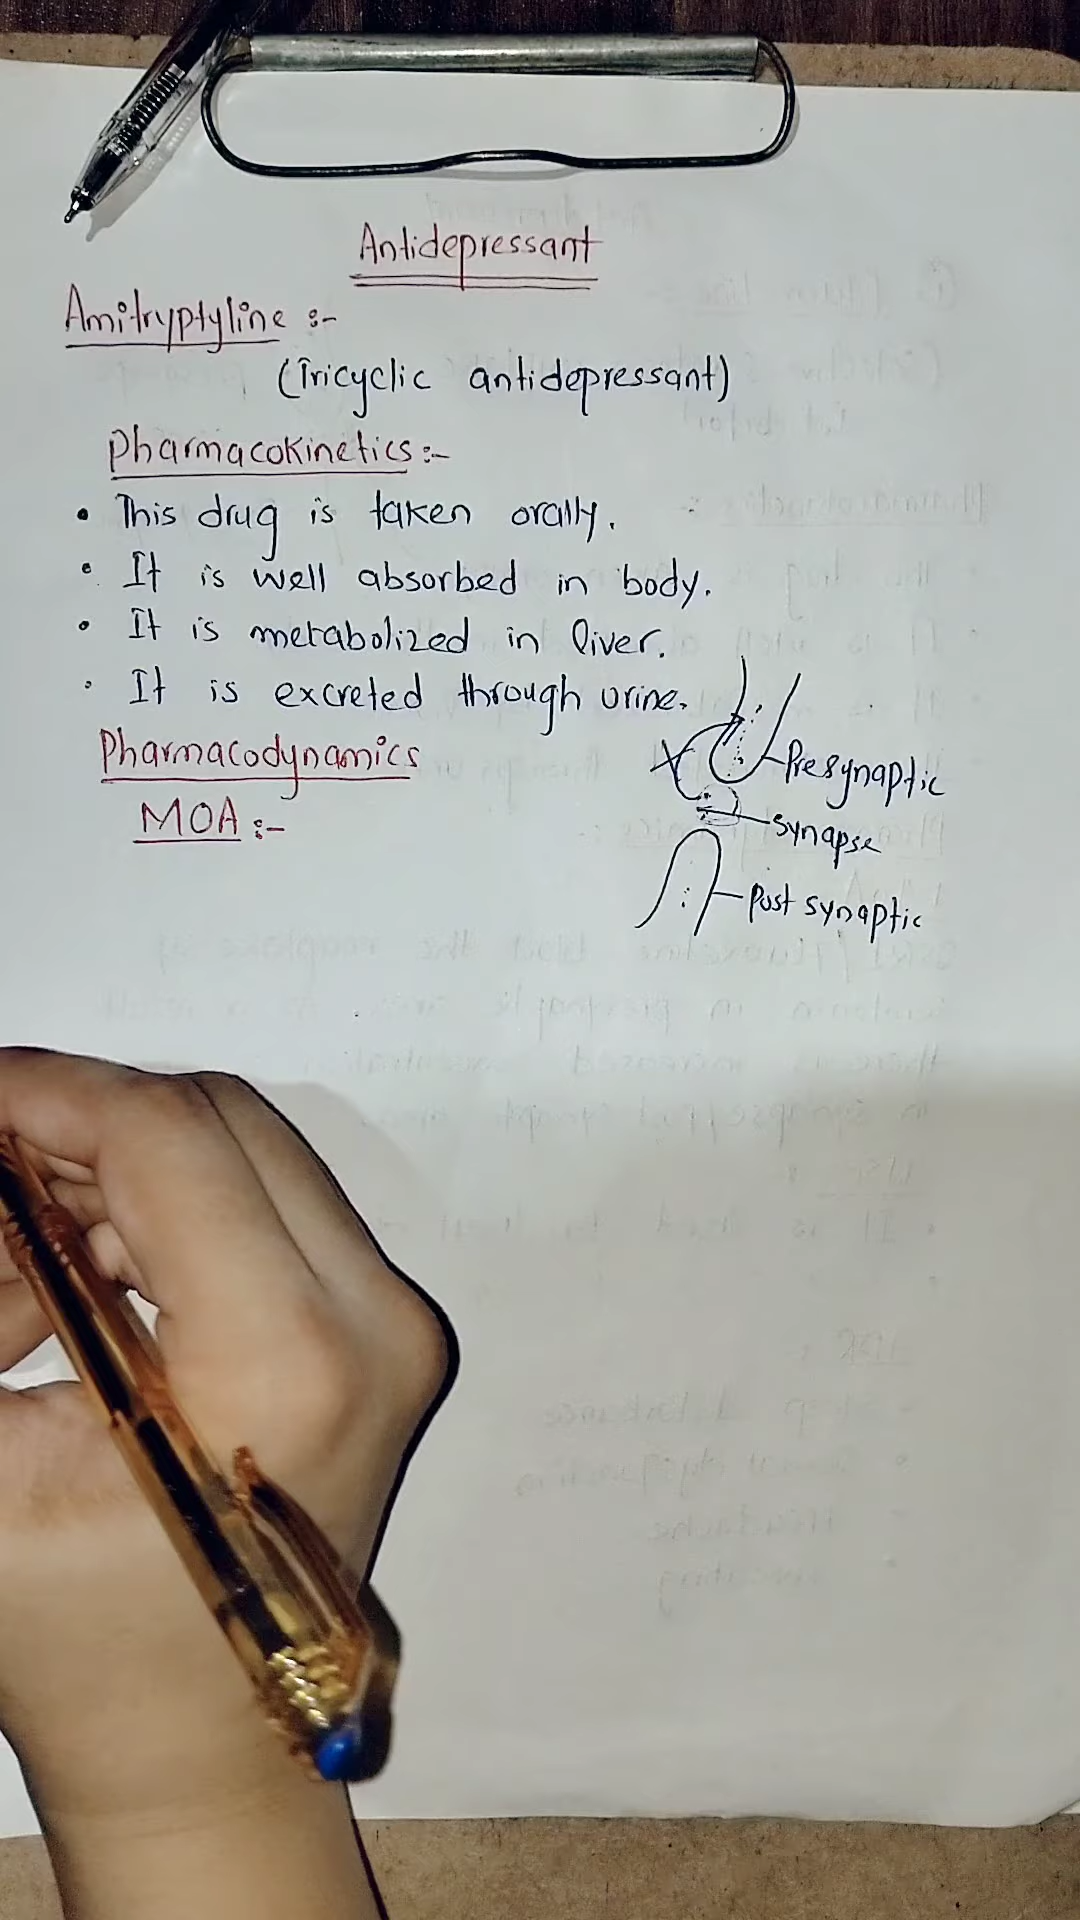 Antidepressant
Amitryptyline :-
(Tricyclic antidepressant)
Pharmacokinetics :-
• This drug is taken orally.
• It is well absorbed in body.
• It is metabolized in liver.
• It is excreted through urine.
Pharmacodynamics
MOA :-
Presynaptic
synapse
Post synaptic